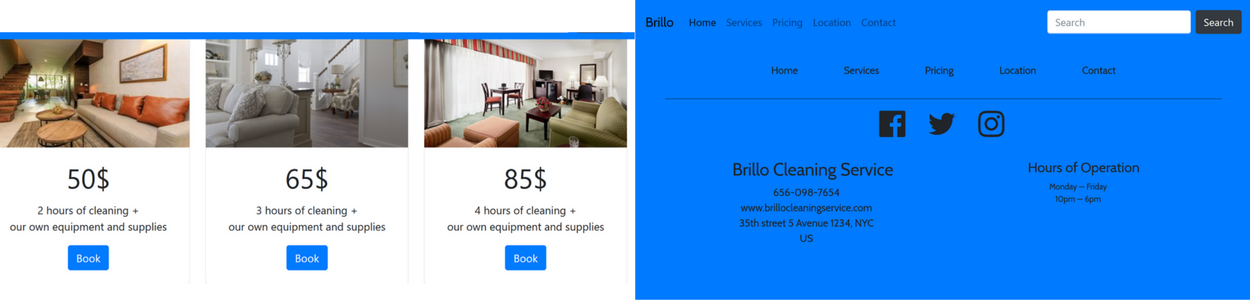 50$
2 hours of cleaning +
our own equipment and supplies
Book
65$
3 hours of cleaning +
our own equipment and supplies
Book
85$
4 hours of cleaning +
our own equipment and supplies
Book
Brillo Home Services Pricing Location Contact Search Search
Home Services Pricing Location Contact
Brillo Cleaning Service
656-098-7654
www.brillocleaningservice.com
35th street 5 Avenue 1234, NYC
US
Hours of Operation
Monday – Friday
10pm – 6pm